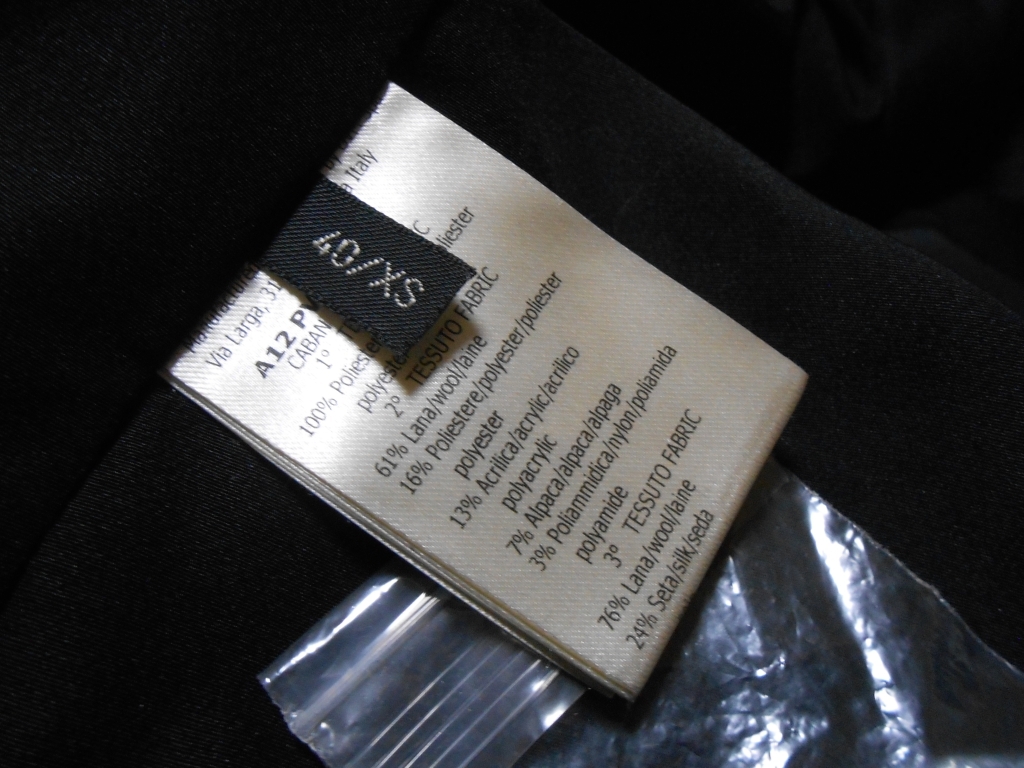 Italy
40/XS
Via Larga, 31
A12 P
CABAN
1°
C
100% Polies liester
polyeste
2° TESSUTO FABRIC
61% Lana/wool/laine
16% Poliestere/polyester/poliester
polyester
13% Acrilica/acrylic/acrilico
polyacrylic
7% Alpaca/alpaca/alpaga
3% Poliammidica/nylon/poliamida
polyamide
3° TESSUTO FABRIC
76% Lana/wool/laine
24% Seta/silk/seda